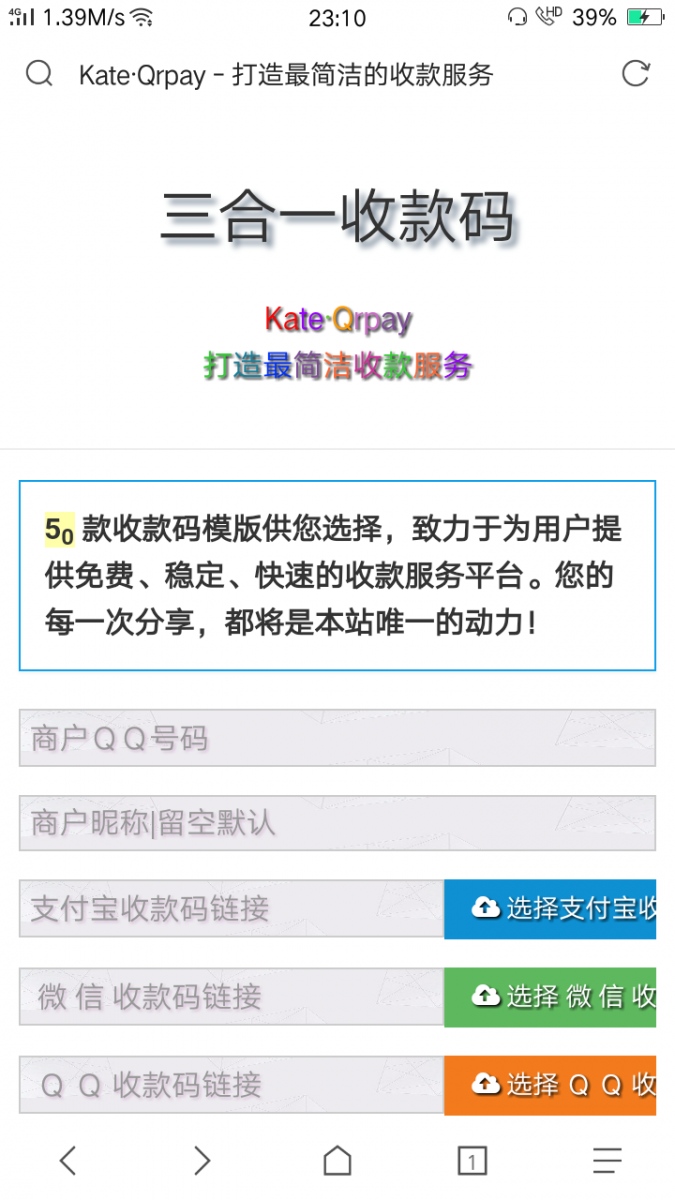 4G 1.39M/s 23:10 HD 39%
Kate·Qrpay - 打造最简洁的收款服务
三合一收款码
Kate·Qrpay
打造最简洁收款服务
50 款收款码模版供您选择，致力于为用户提
供免费、稳定、快速的收款服务平台。您的
每一次分享，都将是本站唯一的动力！
商户ＱＱ号码
商户昵称|留空默认
支付宝收款码链接 选择支付宝收
微 信 收款码链接 选择 微 信 收
Ｑ Ｑ 收款码链接 选择 Ｑ Ｑ 收
1